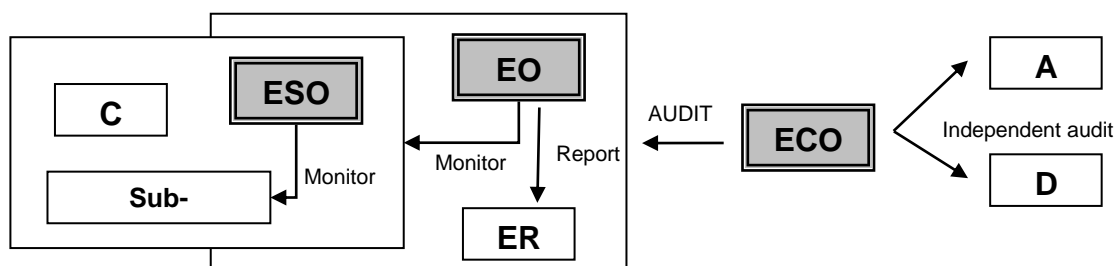 C
ESO
Monitor
Sub-
EO
Monitor
Report
ER
AUDIT
ECO
A
Independent audit
D